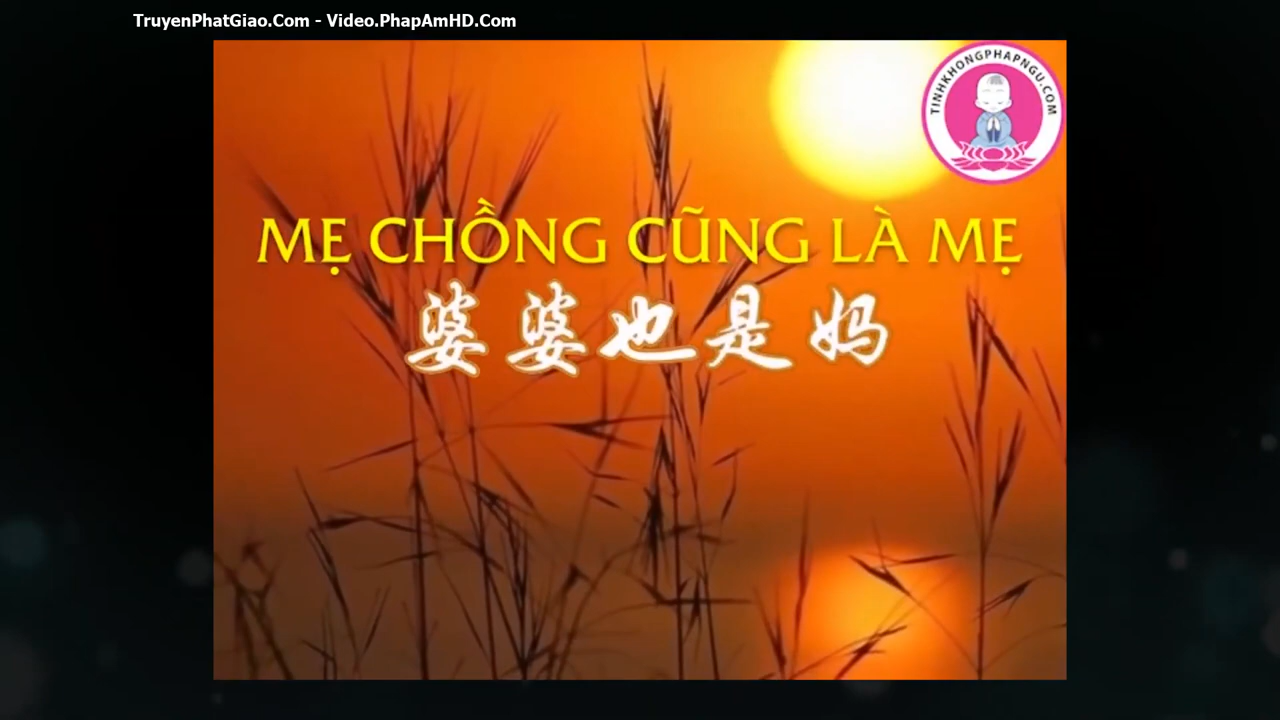 TruyenPhatGiao.Com - Video.PhapAmHD.Com
TINHKHONGPHAPNGU.COM
MẸ CHỒNG CŨNG LÀ MẸ
婆婆也是妈